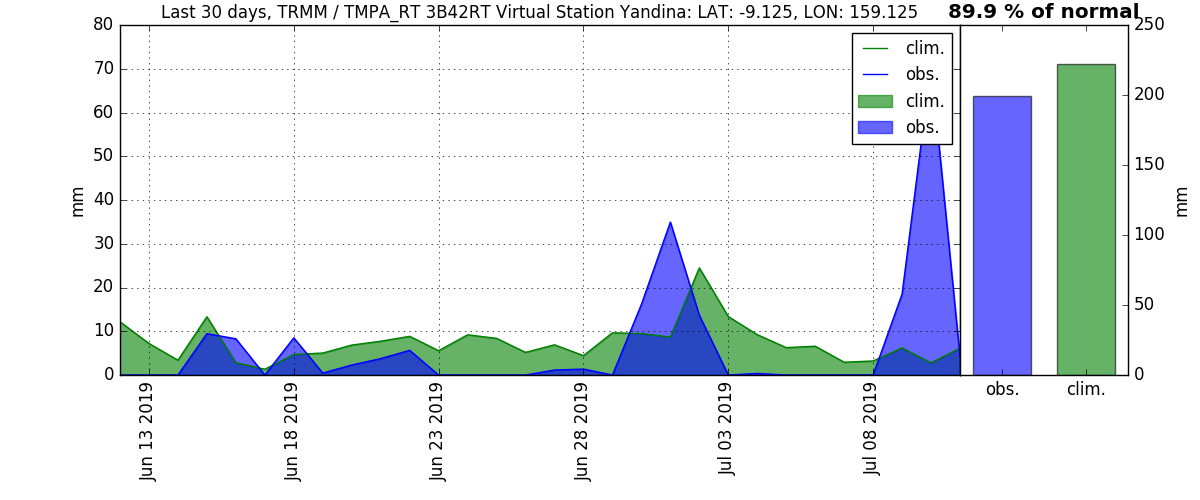 Last 30 days, TRMM / TMPA_RT 3B42RT Virtual Station Yandina: LAT: -9.125, LON: 159.125
89.9 % of normal
80
70
60
50
40
30
20
10
0
mm
clim.
obs.
clim.
obs.
250
200
150
100
50
0
mm
Jun 13 2019
Jun 18 2019
Jun 23 2019
Jun 28 2019
Jul 03 2019
Jul 08 2019
obs.
clim.